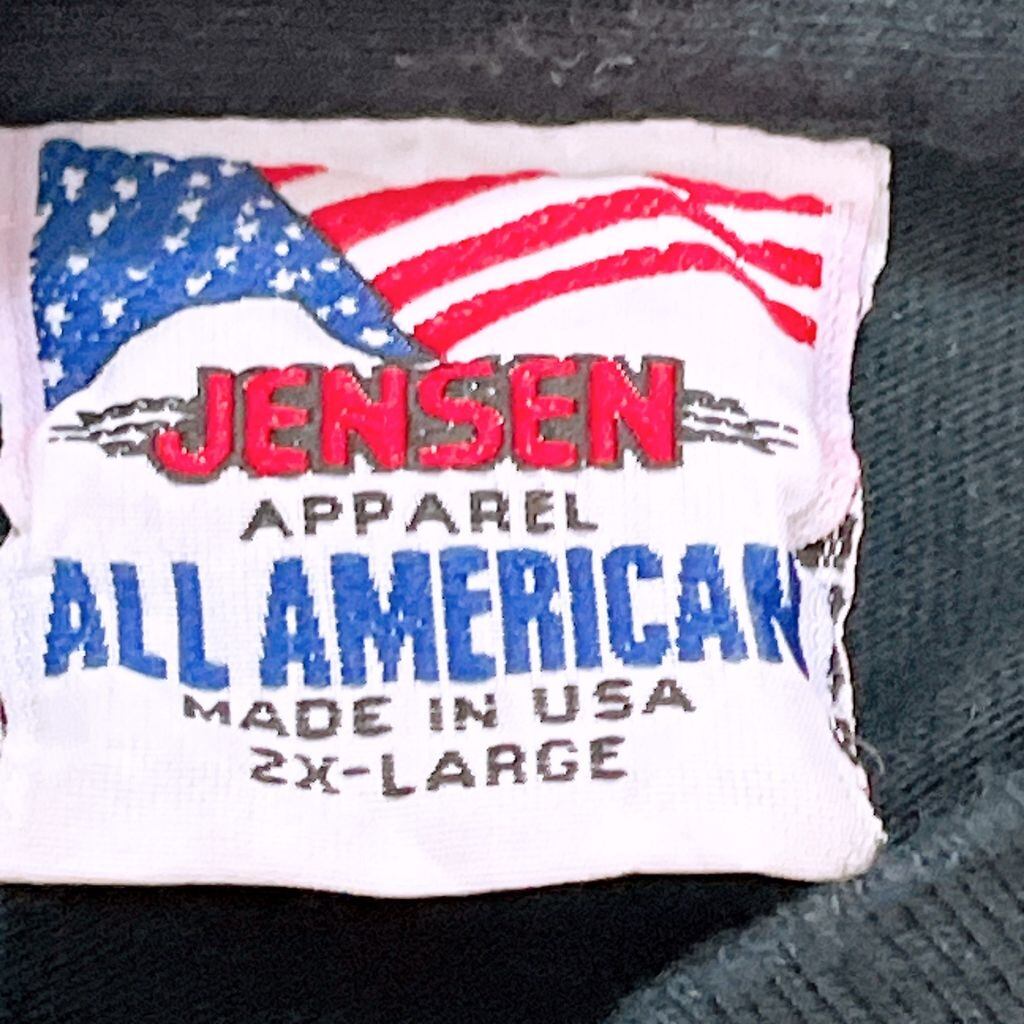 JENSEN
APPAREL
ALL AMERICAN
MADE IN USA
2X-LARGE